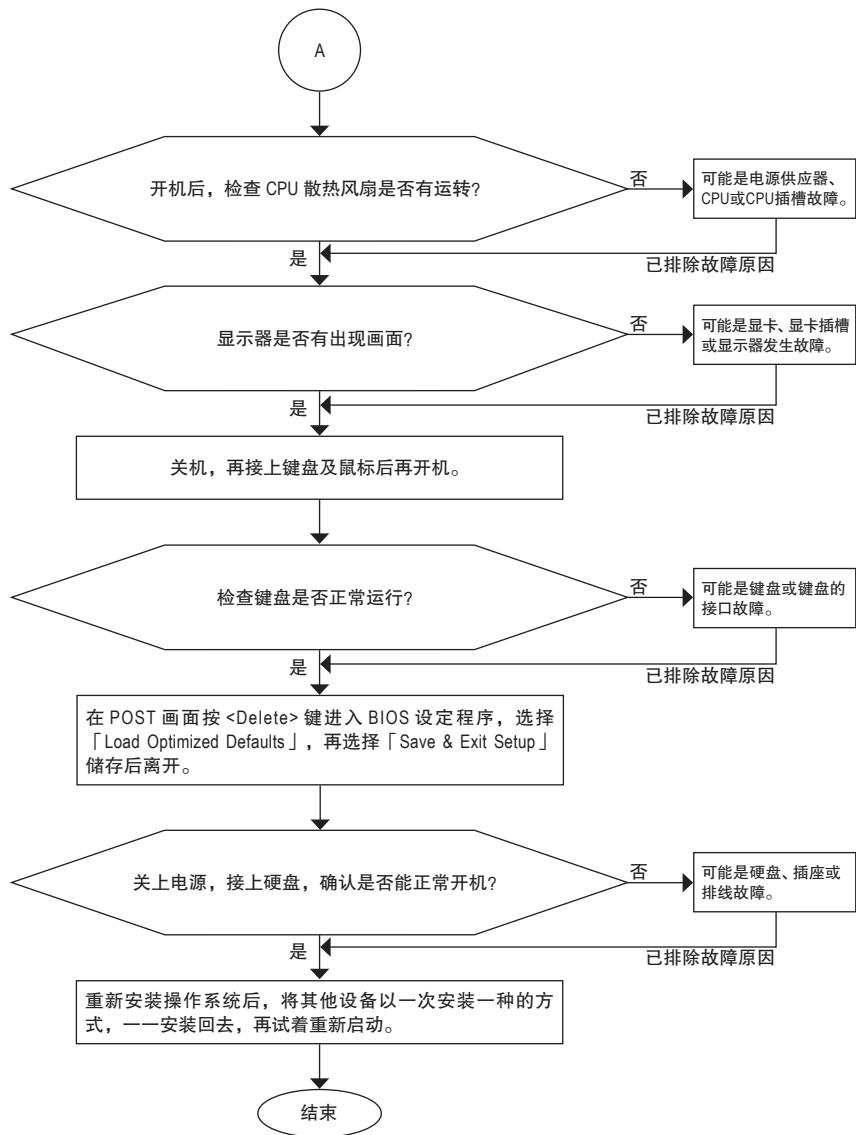 A
开机后，检查 CPU 散热风扇是否有运转?
否
可能是电源供应器、
CPU或CPU插槽故障。
是
已排除故障原因
显示器是否有出现画面?
否
可能是显卡、显卡插槽
或显示器发生故障。
是
已排除故障原因
关机，再接上键盘及鼠标后再开机。
检查键盘是否正常运行?
否
可能是键盘或键盘的
接口故障。
是
已排除故障原因
在 POST 画面按 <Delete> 键进入 BIOS 设定程序，选择
「Load Optimized Defaults」，再选择「Save & Exit Setup」
储存后离开。
关上电源，接上硬盘，确认是否能正常开机?
否
可能是硬盘、插座或
排线故障。
是
已排除故障原因
重新安装操作系统后，将其他设备以一次安装一种的方
式，一一安装回去，再试着重新启动。
结束